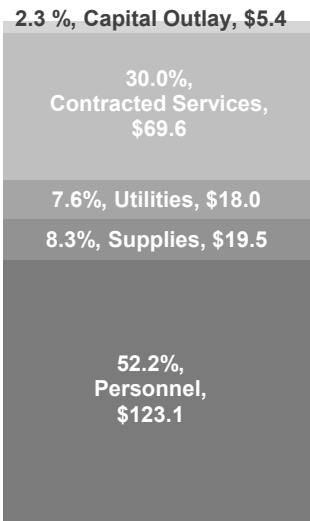 2.3 %, Capital Outlay, $5.4
30.0%,
Contracted Services,
$69.6
7.6%, Utilities, $18.0
8.3%, Supplies, $19.5
52.2%,
Personnel,
$123.1